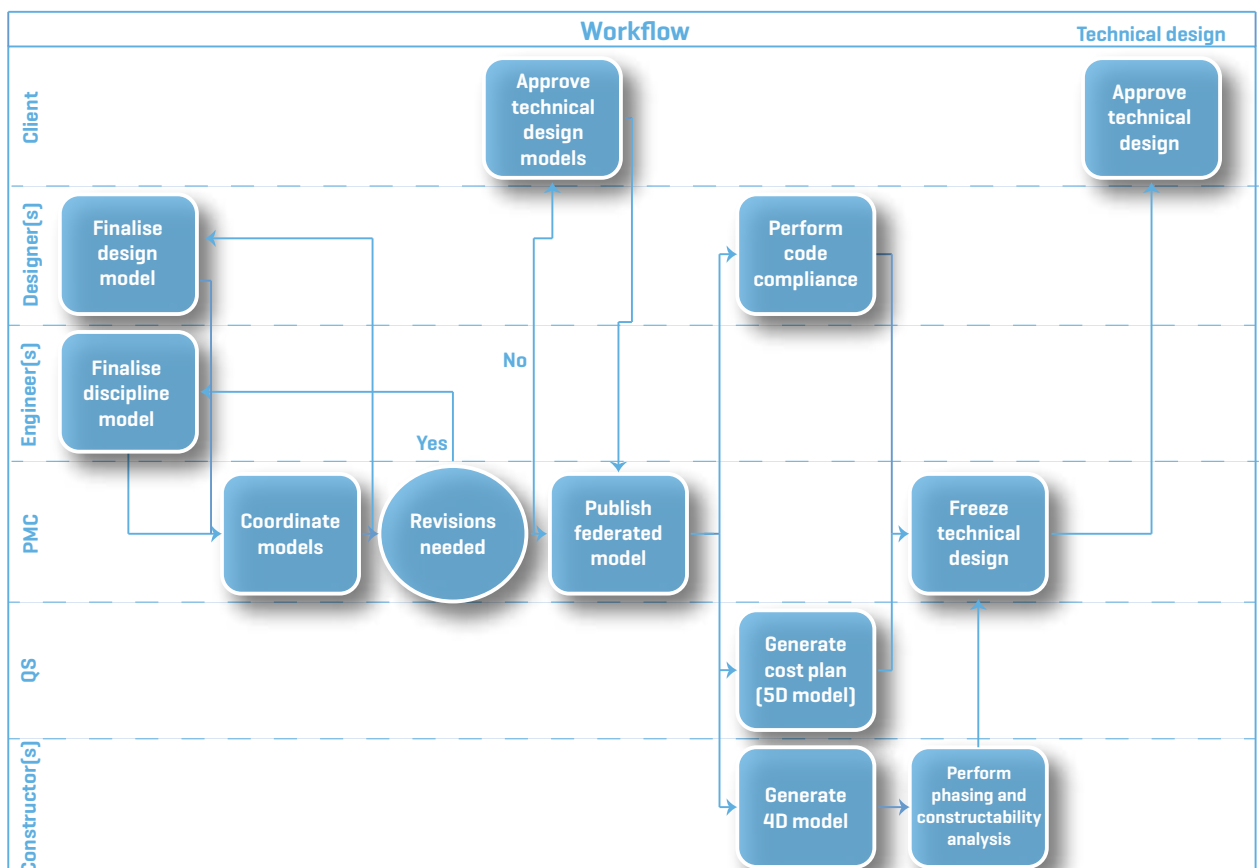 Workflow
Technical design
Client
Approve
technical
design
models
Approve
technical
design
Designer(s)
Finalise
design
model
Perform
code
compliance
Engineer(s)
Finalise
discipline
model
No
Yes
PMC
Coordinate
models
Revisions
needed
Publish
federated
model
Freeze
technical
design
QS
Generate
cost plan
(5D model)
Constructor(s)
Generate
4D model
Perform
phasing and
constructability
analysis